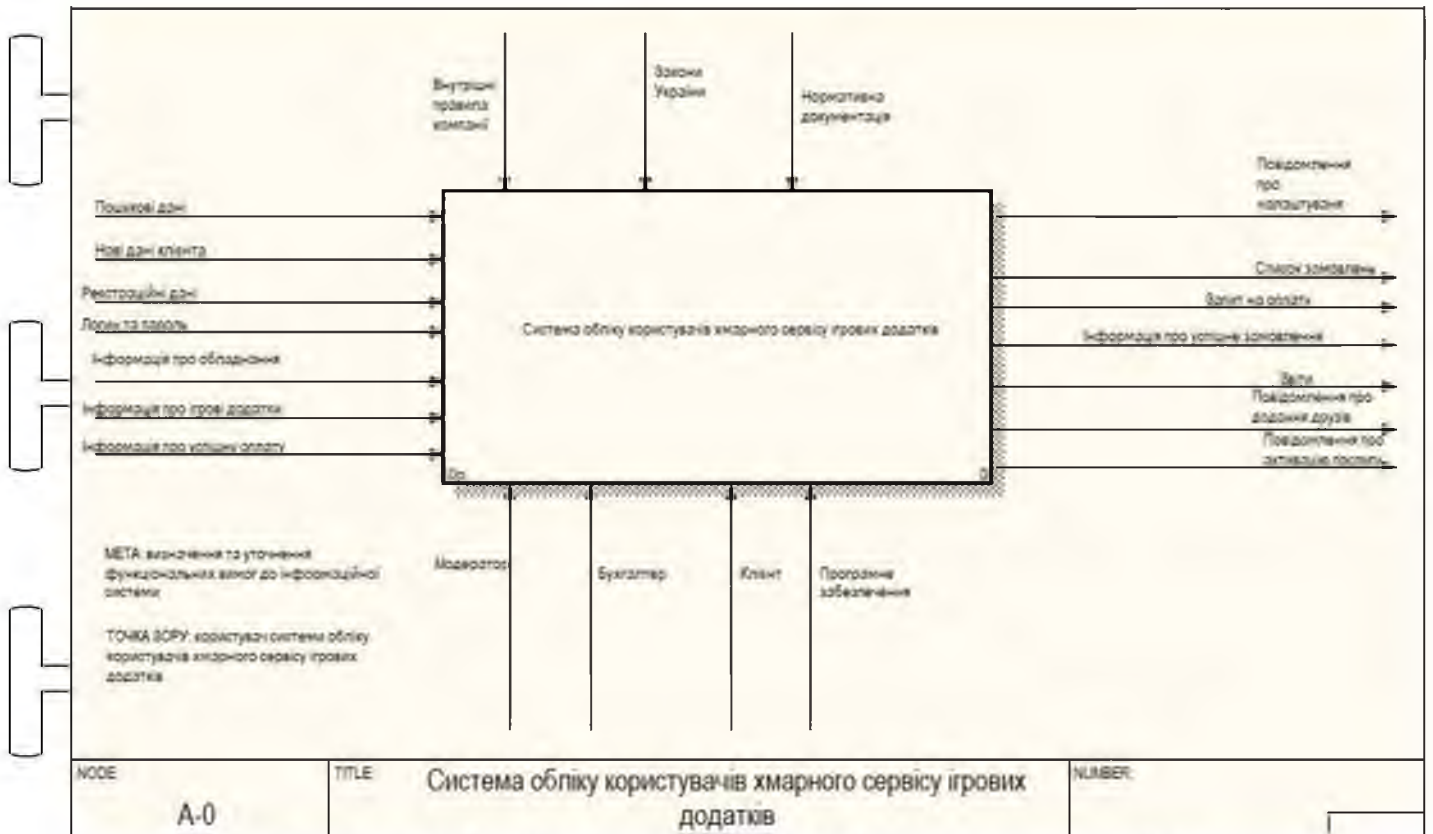 Внутрішні
правила
компанії
Закони
України
Нормативна
документація
Пошукові дані
Нові дані клієнта
Реєстраційні дані
Логін та пароль
Інформація про обладнання
Інформація про ігрові додатки
Інформація про успішну оплату
Система обліку користувачів хмарного сервісу ігрових додатків
0р.
0
Повідомлення
про
налаштування
Список замовлень
Запит на оплату
Інформація про успішне замовлення
Звіти
Повідомлення про
додання друзів
Повідомлення про
активацію послуги
Модератор
Бухгалтер
Клієнт
Програмне
забезпечення
МЕТА: визначення та уточнення
функціональних вимог до інформаційної
системи
ТОЧКА ЗОРУ: користувач системи обліку
користувачів хмарного сервісу ігрових
додатків
NODE:
A-0
TITLE:
Система обліку користувачів хмарного сервісу ігрових
додатків
NUMBER: